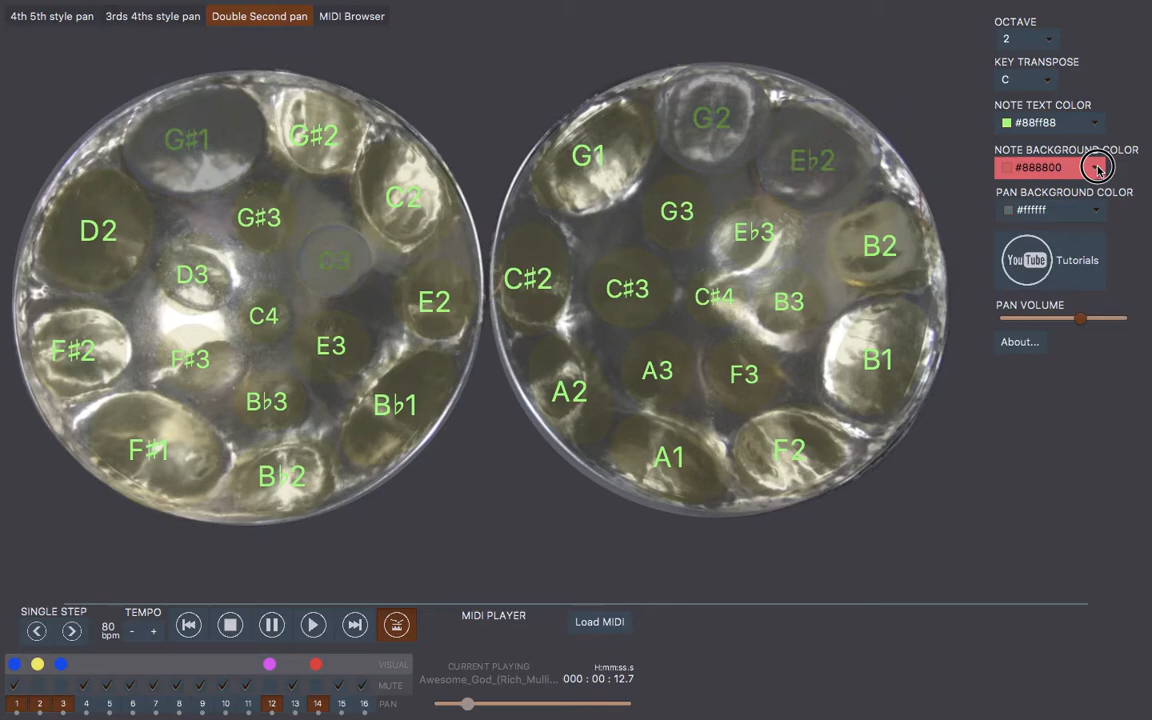 4th 5th style pan 3rds 4ths style pan Double Second pan MIDI Browser
OCTAVE
2
KEY TRANSPOSE
C
NOTE TEXT COLOR
#88ff88
NOTE BACKGROUND COLOR
#888800
PAN BACKGROUND COLOR
#ffffff
You Tube Tutorials
PAN VOLUME
About...
G♯1 G♯2
C2
D2 G♯3
D3 D3
C4 E2
F♯2 F♯3 E3
B♭3 B♭1
F♯1
B♭2
G2
G1 E♭2
G3
E♭3 B2
C♯2 C♯3 C♯4 B3
A2 A3 F3 B1
A1 F2
SINGLE STEP TEMPO
80
bpm
- +
MIDI PLAYER
Load MIDI
VISUAL
MUTE
1 2 3 4 5 6 7 8 9 10 11 12 13 14 15 16 PAN
CURRENT PLAYING H:mm:ss.s
Awesome_God_(Rich_Mulli... 000 : 00 : 12.7